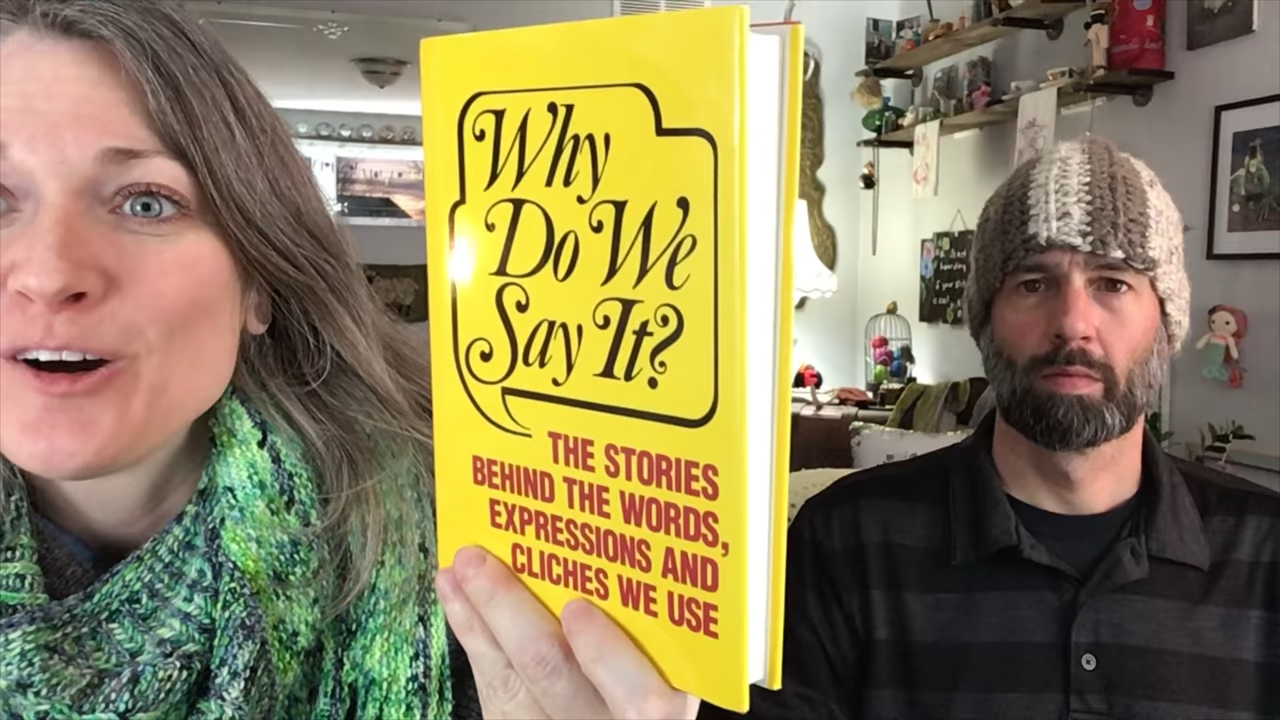 Why
Do We
Say It?
THE STORIES
BEHIND THE WORDS,
EXPRESSIONS AND
CLICHES WE USE